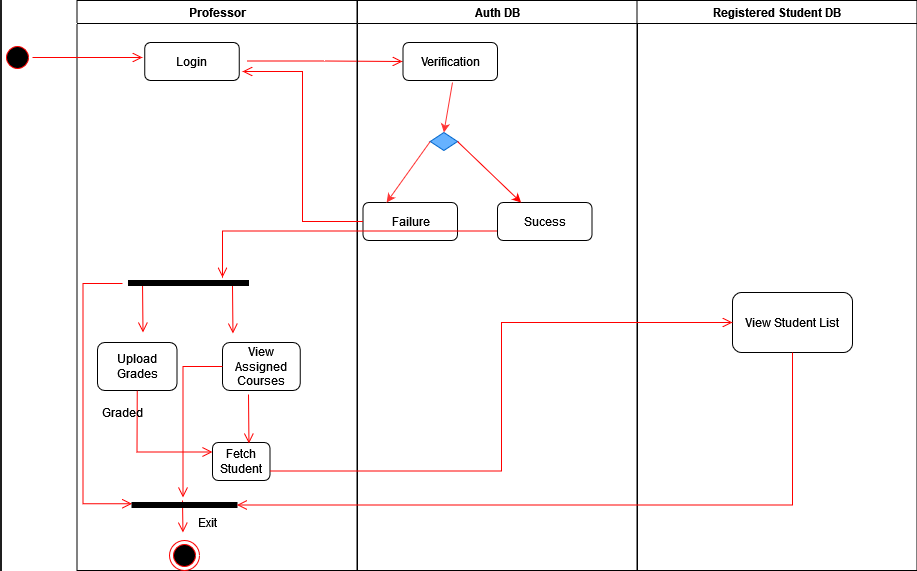 Professor
Auth DB
Registered Student DB
Login
Verification
Failure
Sucess
View Student List
Upload
Grades
View
Assigned
Courses
Graded
Fetch
Student
Exit